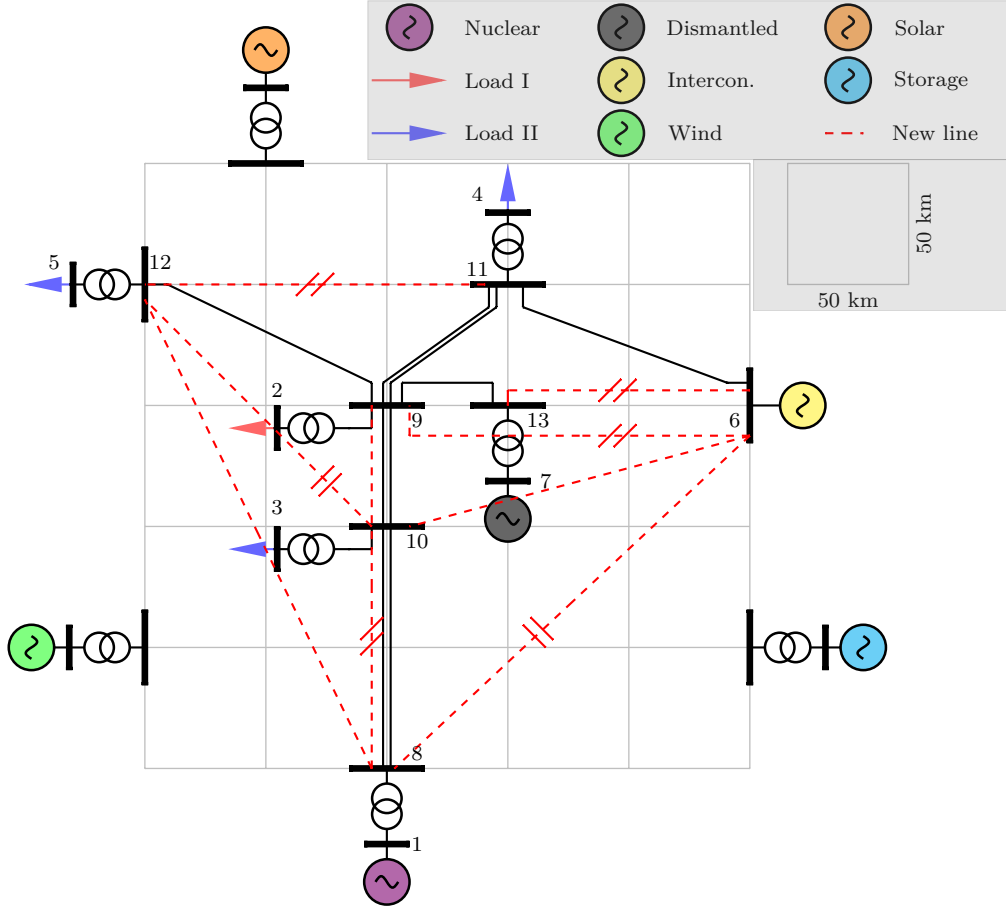 Nuclear
Dismantled
Solar
Load I
Intercon.
Storage
Load II
Wind
New line
50 km
50 km
4
5
12
11
2
9
13
6
7
3
10
8
1